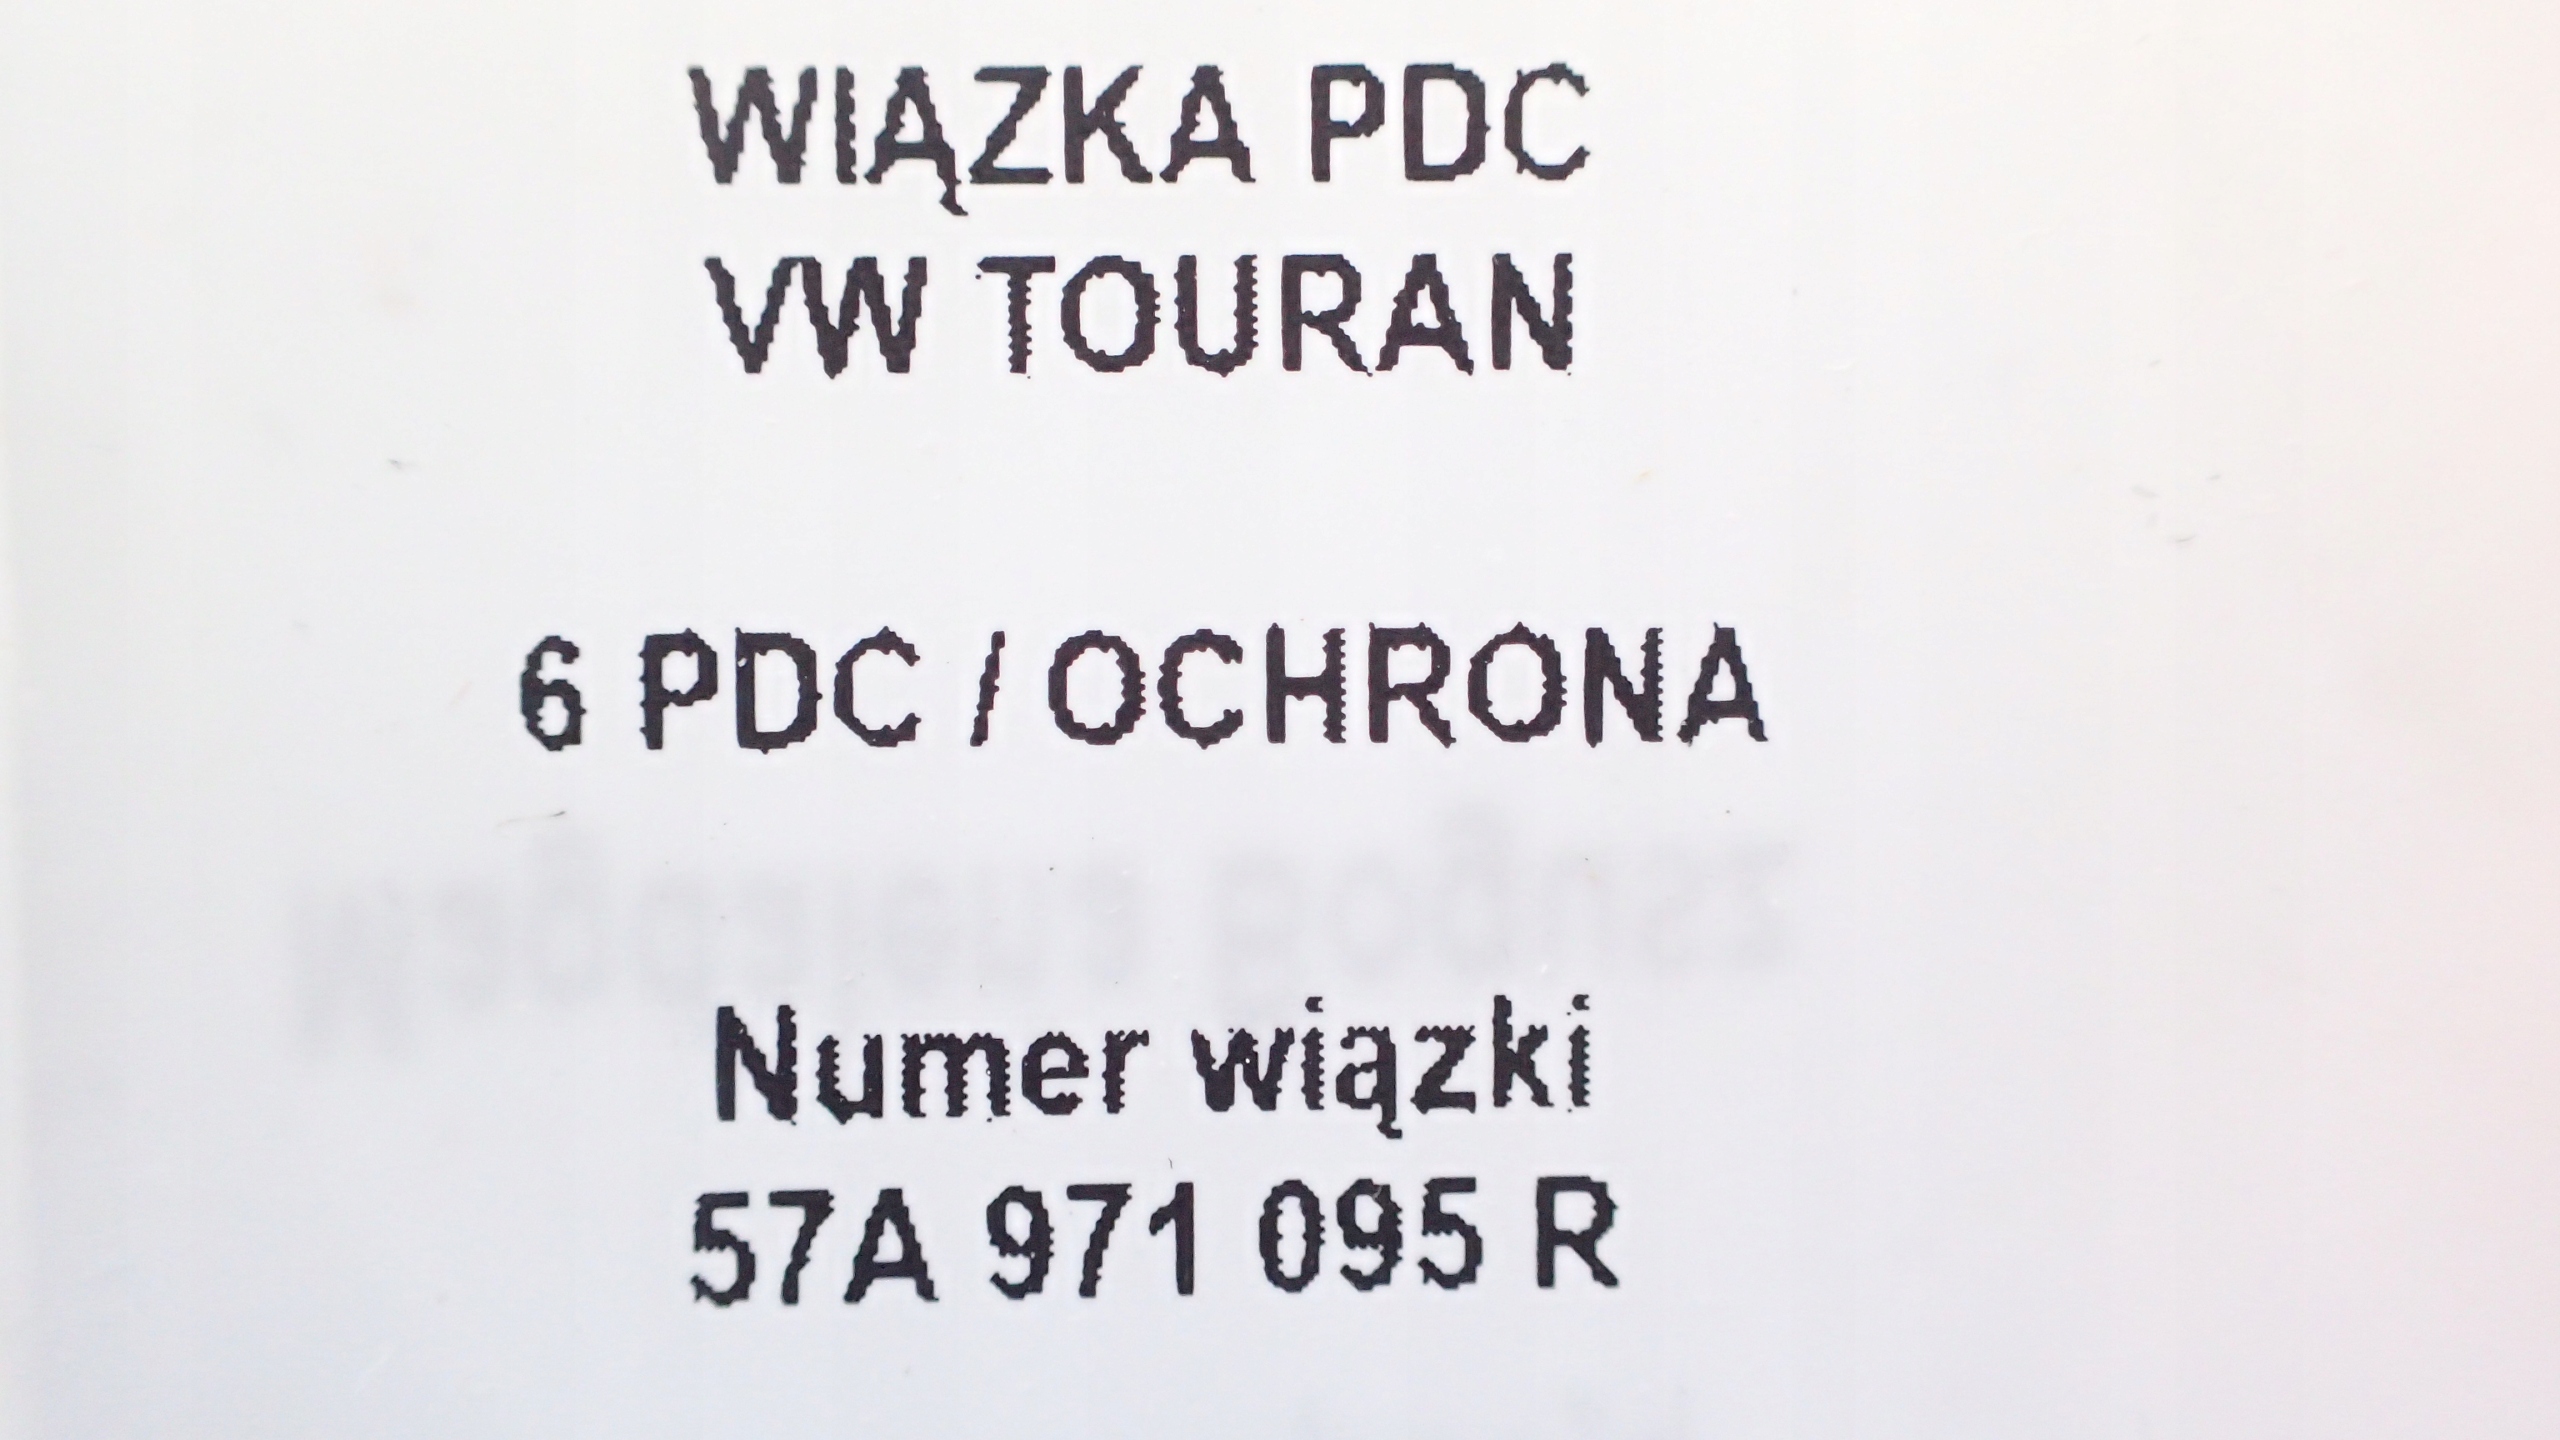 WIĄZKA PDC
VW TOURAN
6 PDC / OCHRONA
Numer wiązki
57A 971 095 R